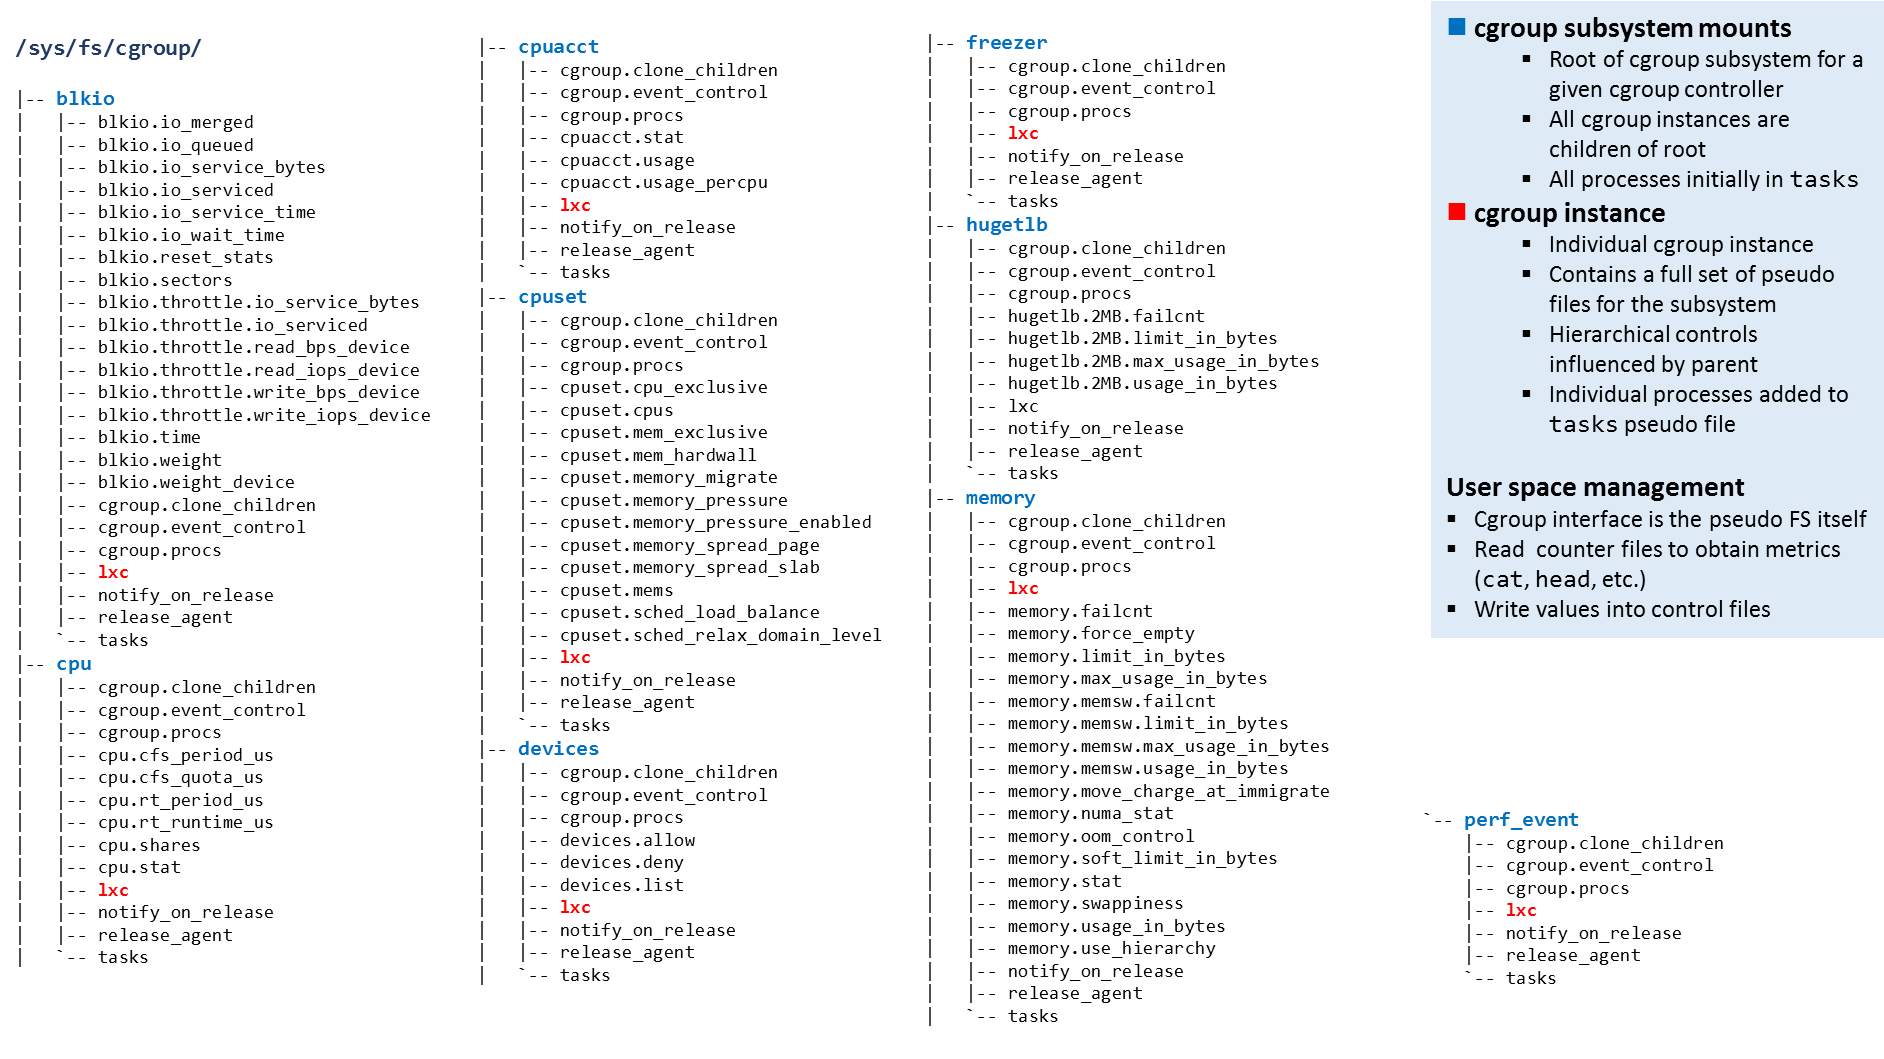 /sys/fs/cgroup/
|-- blkio
|   |-- blkio.io_merged
|   |-- blkio.io_queued
|   |-- blkio.io_service_bytes
|   |-- blkio.io_serviced
|   |-- blkio.io_service_time
|   |-- blkio.io_wait_time
|   |-- blkio.reset_stats
|   |-- blkio.sectors
|   |-- blkio.throttle.io_service_bytes
|   |-- blkio.throttle.io_serviced
|   |-- blkio.throttle.read_bps_device
|   |-- blkio.throttle.read_iops_device
|   |-- blkio.throttle.write_bps_device
|   |-- blkio.throttle.write_iops_device
|   |-- blkio.time
|   |-- blkio.weight
|   |-- blkio.weight_device
|   |-- cgroup.clone_children
|   |-- cgroup.event_control
|   |-- cgroup.procs
|   |-- lxc
|   |-- notify_on_release
|   |-- release_agent
|   `-- tasks
|-- cpu
|   |-- cgroup.clone_children
|   |-- cgroup.event_control
|   |-- cgroup.procs
|   |-- cpu.cfs_period_us
|   |-- cpu.cfs_quota_us
|   |-- cpu.rt_period_us
|   |-- cpu.rt_runtime_us
|   |-- cpu.shares
|   |-- cpu.stat
|   |-- lxc
|   |-- notify_on_release
|   |-- release_agent
|   `-- tasks
|-- cpuacct
|   |-- cgroup.clone_children
|   |-- cgroup.event_control
|   |-- cgroup.procs
|   |-- cpuacct.stat
|   |-- cpuacct.usage
|   |-- cpuacct.usage_percpu
|   |-- lxc
|   |-- notify_on_release
|   |-- release_agent
|   `-- tasks
|-- cpuset
|   |-- cgroup.clone_children
|   |-- cgroup.event_control
|   |-- cgroup.procs
|   |-- cpuset.cpu_exclusive
|   |-- cpuset.cpus
|   |-- cpuset.mem_exclusive
|   |-- cpuset.mem_hardwall
|   |-- cpuset.memory_migrate
|   |-- cpuset.memory_pressure
|   |-- cpuset.memory_pressure_enabled
|   |-- cpuset.memory_spread_page
|   |-- cpuset.memory_spread_slab
|   |-- cpuset.mems
|   |-- cpuset.sched_load_balance
|   |-- cpuset.sched_relax_domain_level
|   |-- lxc
|   |-- notify_on_release
|   |-- release_agent
|   `-- tasks
|-- devices
|   |-- cgroup.clone_children
|   |-- cgroup.event_control
|   |-- cgroup.procs
|   |-- devices.allow
|   |-- devices.deny
|   |-- devices.list
|   |-- lxc
|   |-- notify_on_release
|   |-- release_agent
|   `-- tasks
|-- freezer
|   |-- cgroup.clone_children
|   |-- cgroup.event_control
|   |-- cgroup.procs
|   |-- lxc
|   |-- notify_on_release
|   |-- release_agent
|   `-- tasks
|-- hugetlb
|   |-- cgroup.clone_children
|   |-- cgroup.event_control
|   |-- cgroup.procs
|   |-- hugetlb.2MB.failcnt
|   |-- hugetlb.2MB.limit_in_bytes
|   |-- hugetlb.2MB.max_usage_in_bytes
|   |-- hugetlb.2MB.usage_in_bytes
|   |-- lxc
|   |-- notify_on_release
|   |-- release_agent
|   `-- tasks
|-- memory
|   |-- cgroup.clone_children
|   |-- cgroup.event_control
|   |-- cgroup.procs
|   |-- lxc
|   |-- memory.failcnt
|   |-- memory.force_empty
|   |-- memory.limit_in_bytes
|   |-- memory.max_usage_in_bytes
|   |-- memory.memsw.failcnt
|   |-- memory.memsw.limit_in_bytes
|   |-- memory.memsw.max_usage_in_bytes
|   |-- memory.memsw.usage_in_bytes
|   |-- memory.move_charge_at_immigrate
|   |-- memory.numa_stat
|   |-- memory.oom_control
|   |-- memory.soft_limit_in_bytes
|   |-- memory.stat
|   |-- memory.swappiness
|   |-- memory.usage_in_bytes
|   |-- memory.use_hierarchy
|   |-- notify_on_release
|   |-- release_agent
|   `-- tasks
■ cgroup subsystem mounts
▪ Root of cgroup subsystem for a
given cgroup controller
▪ All cgroup instances are
children of root
▪ All processes initially in tasks
■ cgroup instance
▪ Individual cgroup instance
▪ Contains a full set of pseudo
files for the subsystem
▪ Hierarchical controls
influenced by parent
▪ Individual processes added to
tasks pseudo file
User space management
▪ Cgroup interface is the pseudo FS itself
▪ Read counter files to obtain metrics
(cat, head, etc.)
▪ Write values into control files
`-- perf_event
    |-- cgroup.clone_children
    |-- cgroup.event_control
    |-- cgroup.procs
    |-- lxc
    |-- notify_on_release
    |-- release_agent
    `-- tasks